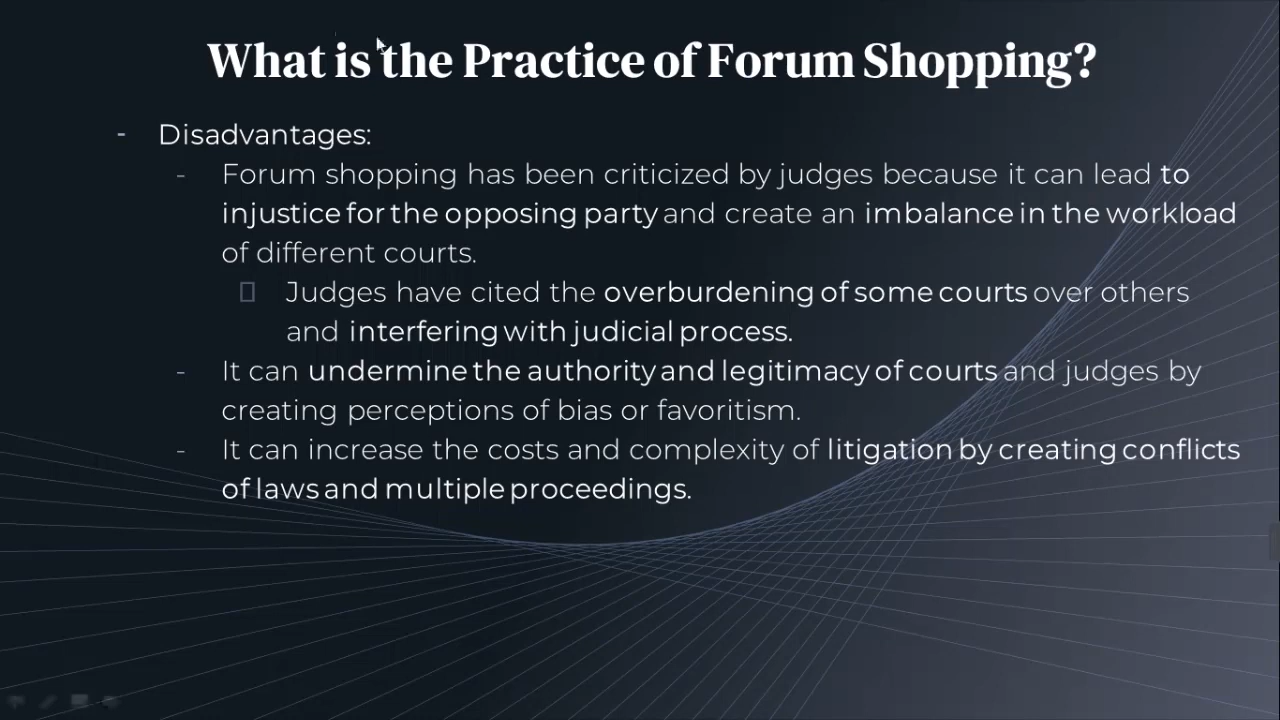 What is the Practice of Forum Shopping?
- Disadvantages:
- Forum shopping has been criticized by judges because it can lead to
injustice for the opposing party and create an imbalance in the workload
of different courts.
Judges have cited the overburdening of some courts over others
and interfering with judicial process.
- It can undermine the authority and legitimacy of courts and judges by
creating perceptions of bias or favoritism.
- It can increase the costs and complexity of litigation by creating conflicts
of laws and multiple proceedings.